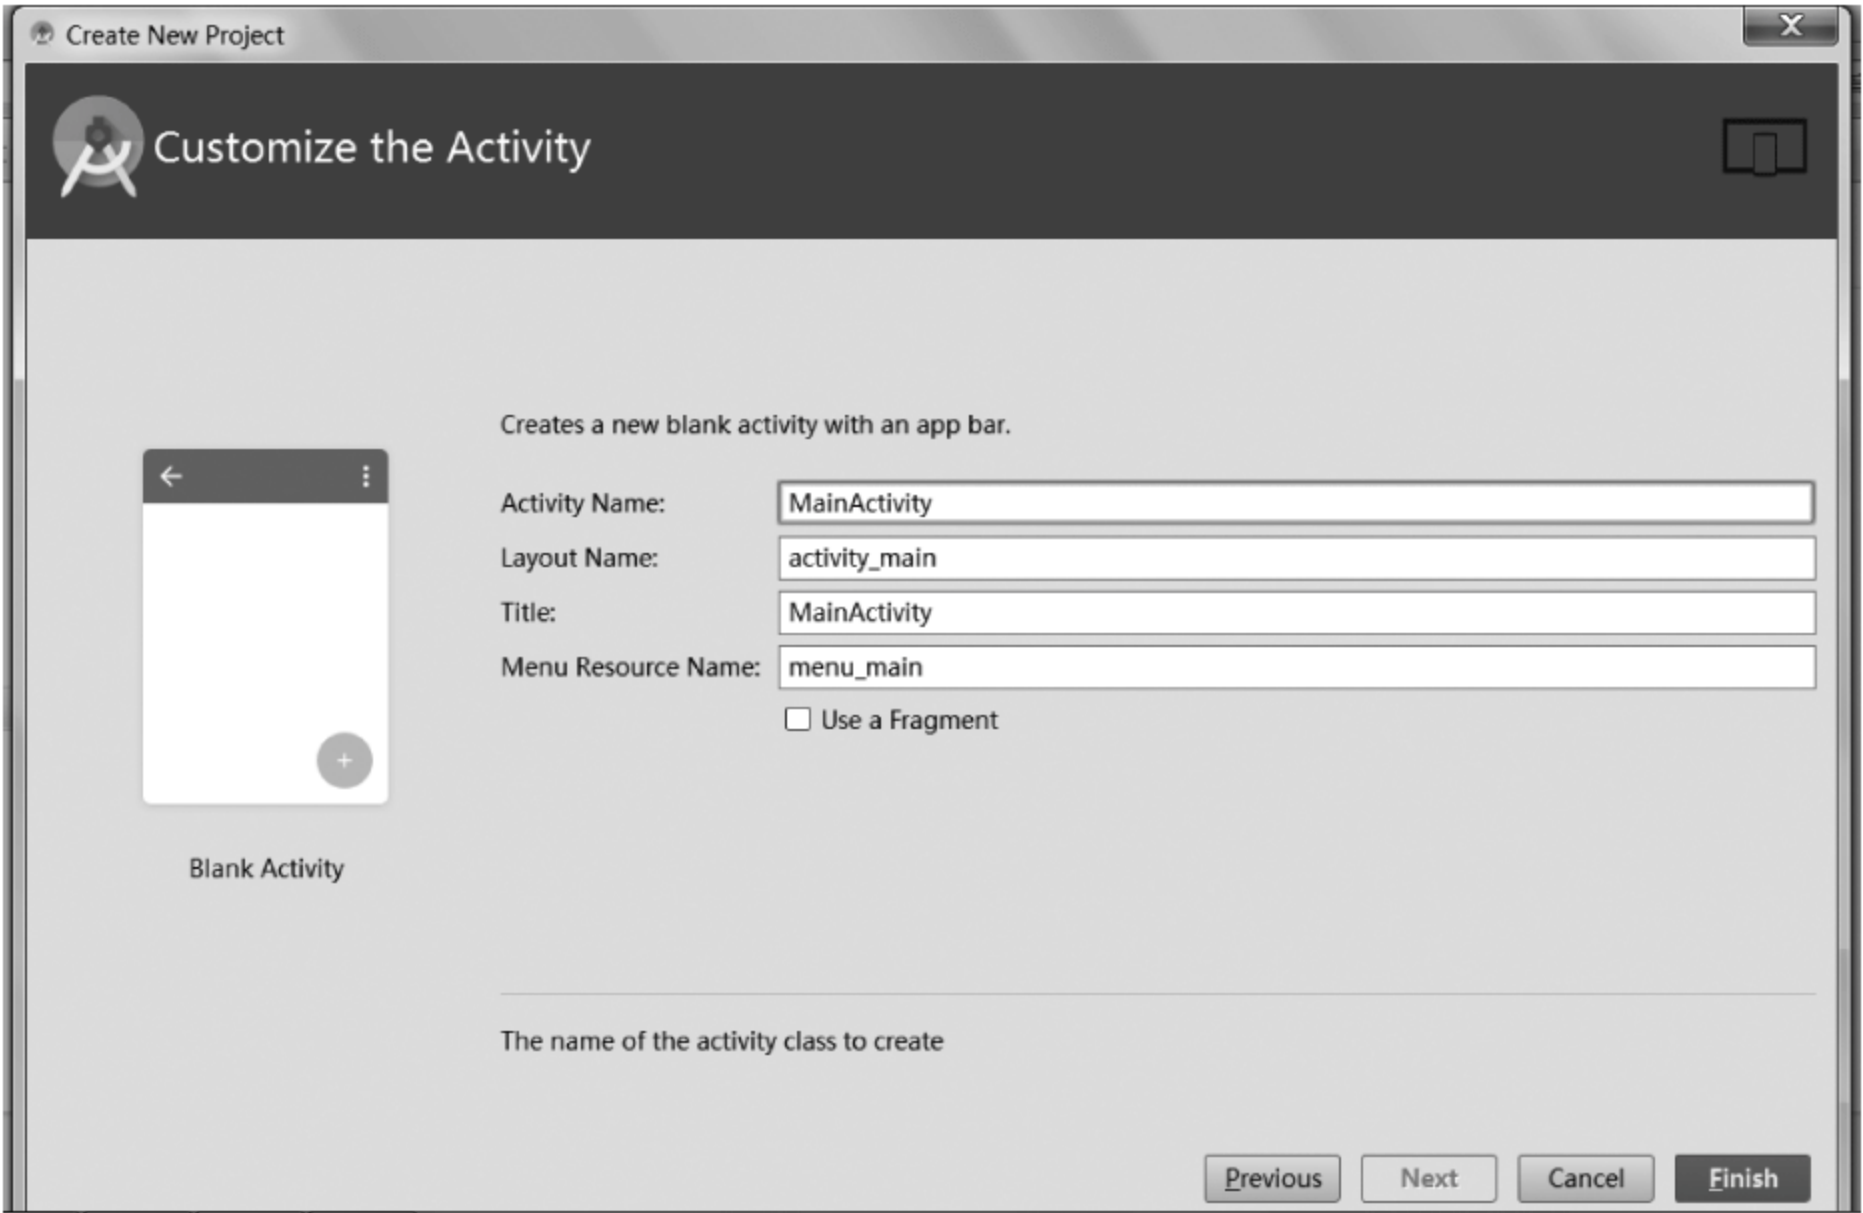 Create New Project
Customize the Activity
Creates a new blank activity with an app bar.
Activity Name: MainActivity
Layout Name: activity_main
Title: MainActivity
Menu Resource Name: menu_main
Use a Fragment
Blank Activity
The name of the activity class to create
Previous Next Cancel Finish